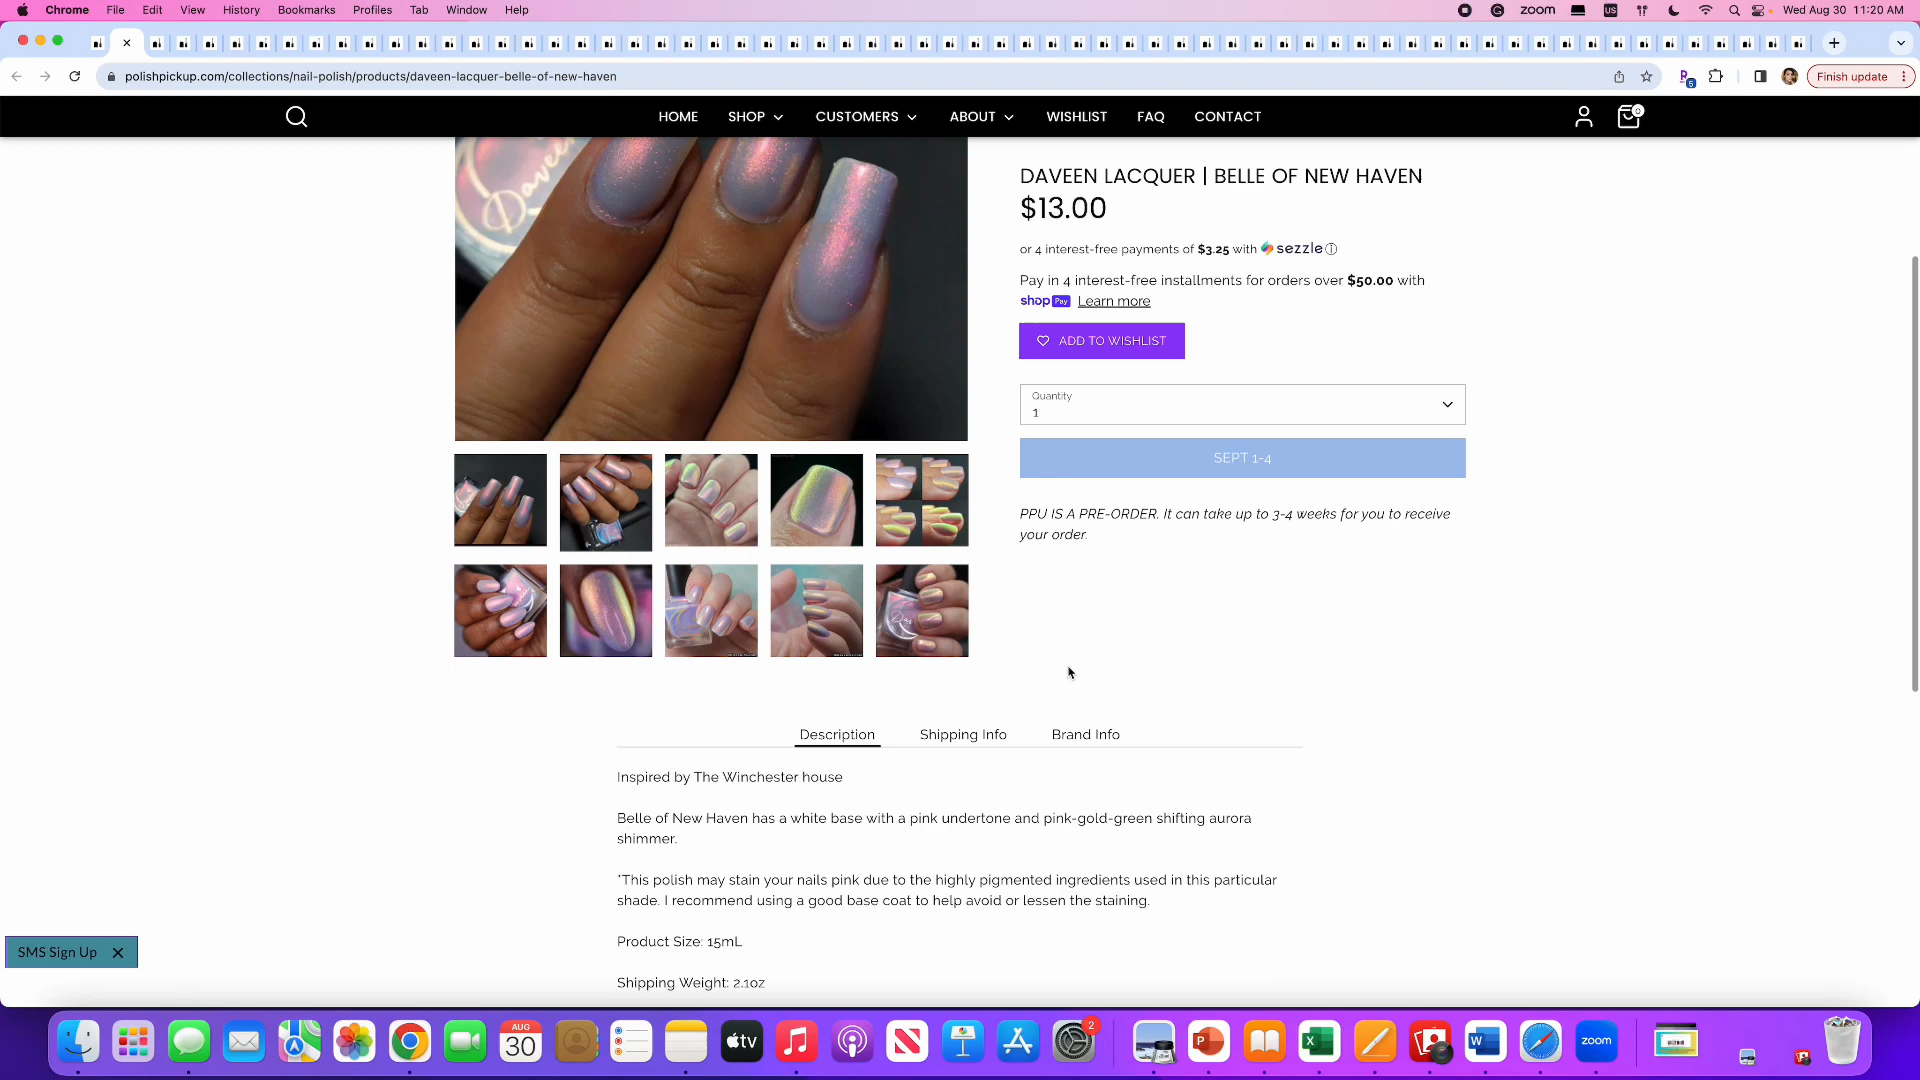 Chrome File Edit View History Bookmarks Profiles Tab Window Help zoom US Wed Aug 30 11:20 AM
polishpickup.com/collections/nail-polish/products/daveen-lacquer-belle-of-new-haven Finish update
HOME SHOP CUSTOMERS ABOUT WISHLIST FAQ CONTACT 0
DAVEEN LACQUER | BELLE OF NEW HAVEN
$13.00
or 4 interest-free payments of $3.25 with sezzle
Pay in 4 interest-free installments for orders over $50.00 with
shop Pay Learn more
ADD TO WISHLIST
Quantity
1
SEPT 1-4
PPU IS A PRE-ORDER. It can take up to 3-4 weeks for you to receive
your order.
Description Shipping Info Brand Info
Inspired by The Winchester house
Belle of New Haven has a white base with a pink undertone and pink-gold-green shifting aurora
shimmer.
*This polish may stain your nails pink due to the highly pigmented ingredients used in this particular
shade. I recommend using a good base coat to help avoid or lessen the staining.
Product Size: 15mL
SMS Sign Up
Shipping Weight: 2.1oz
AUG
30
tv
2
zoom